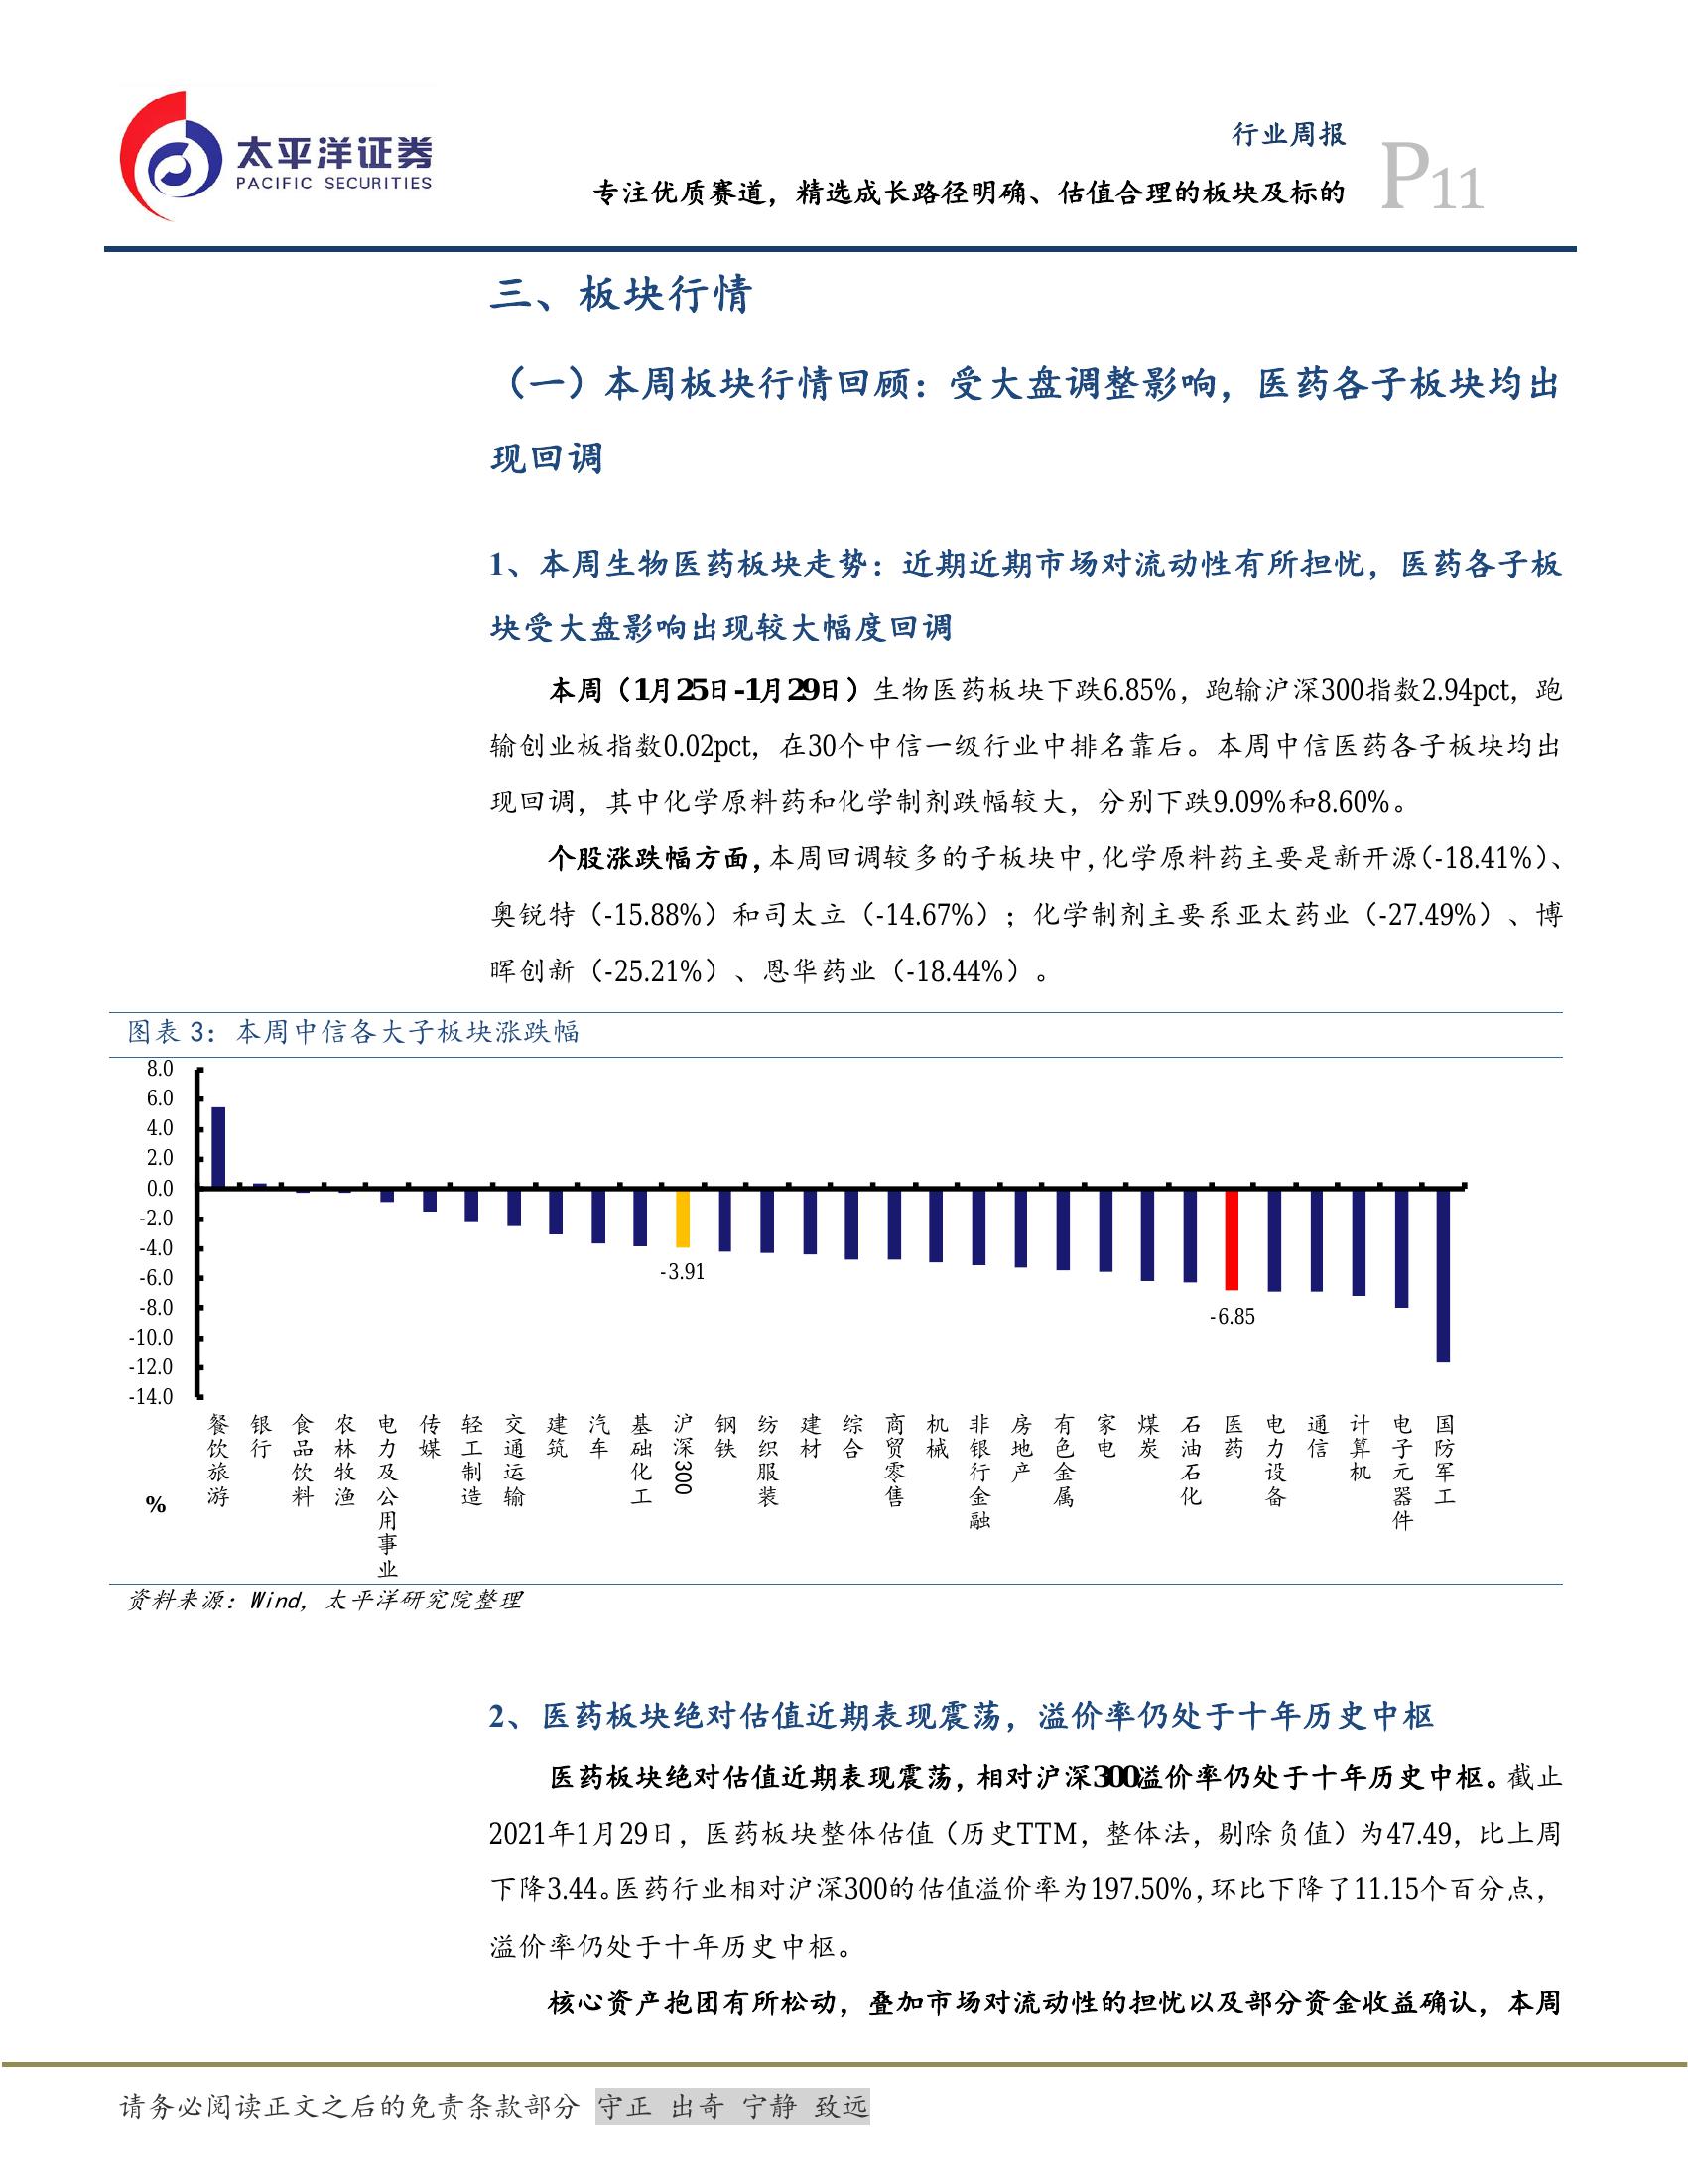 太平洋证券
PACIFIC SECURITIES
行业周报
专注优质赛道，精选成长路径明确、估值合理的板块及标的
P11
三、板块行情
（一）本周板块行情回顾：受大盘调整影响，医药各子板块均出
现回调
1、本周生物医药板块走势：近期近期市场对流动性有所担忧，医药各子板
块受大盘影响出现较大幅度回调
本周（1月25日-1月29日）生物医药板块下跌6.85%，跑输沪深300指数2.94pct，跑
输创业板指数0.02pct，在30个中信一级行业中排名靠后。本周中信医药各子板块均出
现回调，其中化学原料药和化学制剂跌幅较大，分别下跌9.09%和8.60%。
个股涨跌幅方面，本周回调较多的子板块中，化学原料药主要是新开源（-18.41%）、
奥锐特（-15.88%）和司太立（-14.67%）；化学制剂主要系亚太药业（-27.49%）、博
晖创新（-25.21%）、恩华药业（-18.44%）。
图表 3：本周中信各大子板块涨跌幅
8.0
6.0
4.0
2.0
0.0
-2.0
-4.0
-6.0
-8.0
-10.0
-12.0
-14.0
-3.91
-6.85
%
餐饮旅游
银行
食品饮料
农林牧渔
电力及公用事业
传媒
轻工制造
交通运输
建筑
汽车
基础化工
沪深300
钢铁
纺织服装
建材
综合
商贸零售
机械
非银行金融
房地产
有色金属
家电
煤炭
石油石化
医药
电力设备
通信
计算机
电子元器件
国防军工
资料来源：Wind，太平洋研究院整理
2、医药板块绝对估值近期表现震荡，溢价率仍处于十年历史中枢
医药板块绝对估值近期表现震荡，相对沪深300溢价率仍处于十年历史中枢。截止
2021年1月29日，医药板块整体估值（历史TTM，整体法，剔除负值）为47.49，比上周
下降3.44。医药行业相对沪深300的估值溢价率为197.50%，环比下降了11.15个百分点，
溢价率仍处于十年历史中枢。
核心资产抱团有所松动，叠加市场对流动性的担忧以及部分资金收益确认，本周
请务必阅读正文之后的免责条款部分 守正 出奇 宁静 致远